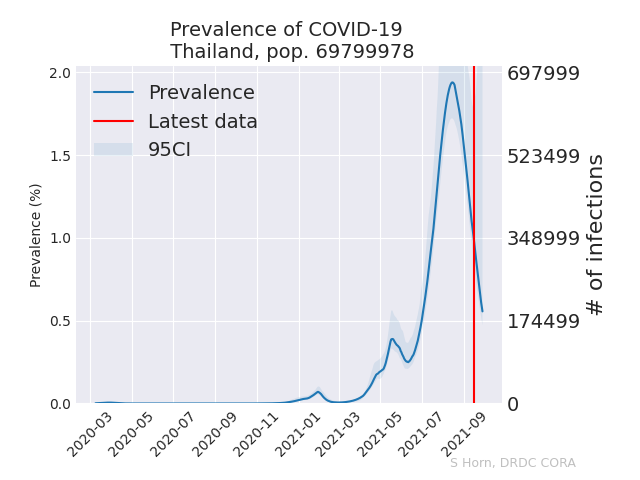 Prevalence of COVID-19
Thailand, pop. 69799978
Prevalence
Latest data
95CI
Prevalence (%)
2.0
1.5
1.0
0.5
0.0
697999
523499
348999
174499
0
# of infections
2020-03
2020-05
2020-07
2020-09
2020-11
2021-01
2021-03
2021-05
2021-07
2021-09
S Horn, DRDC CORA